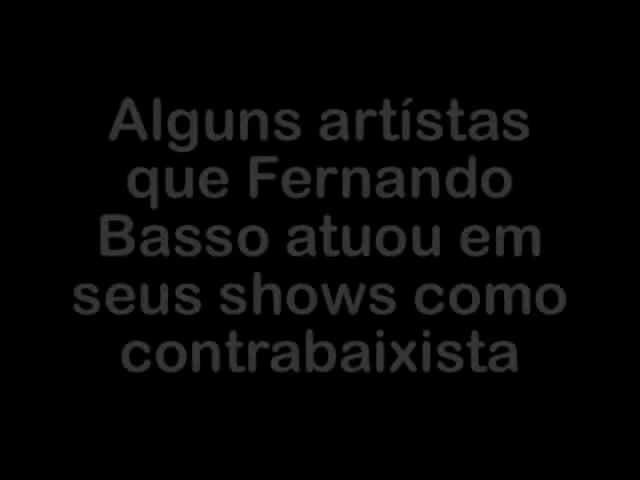 Alguns artístas
que Fernando
Basso atuou em
seus shows como
contrabaixista